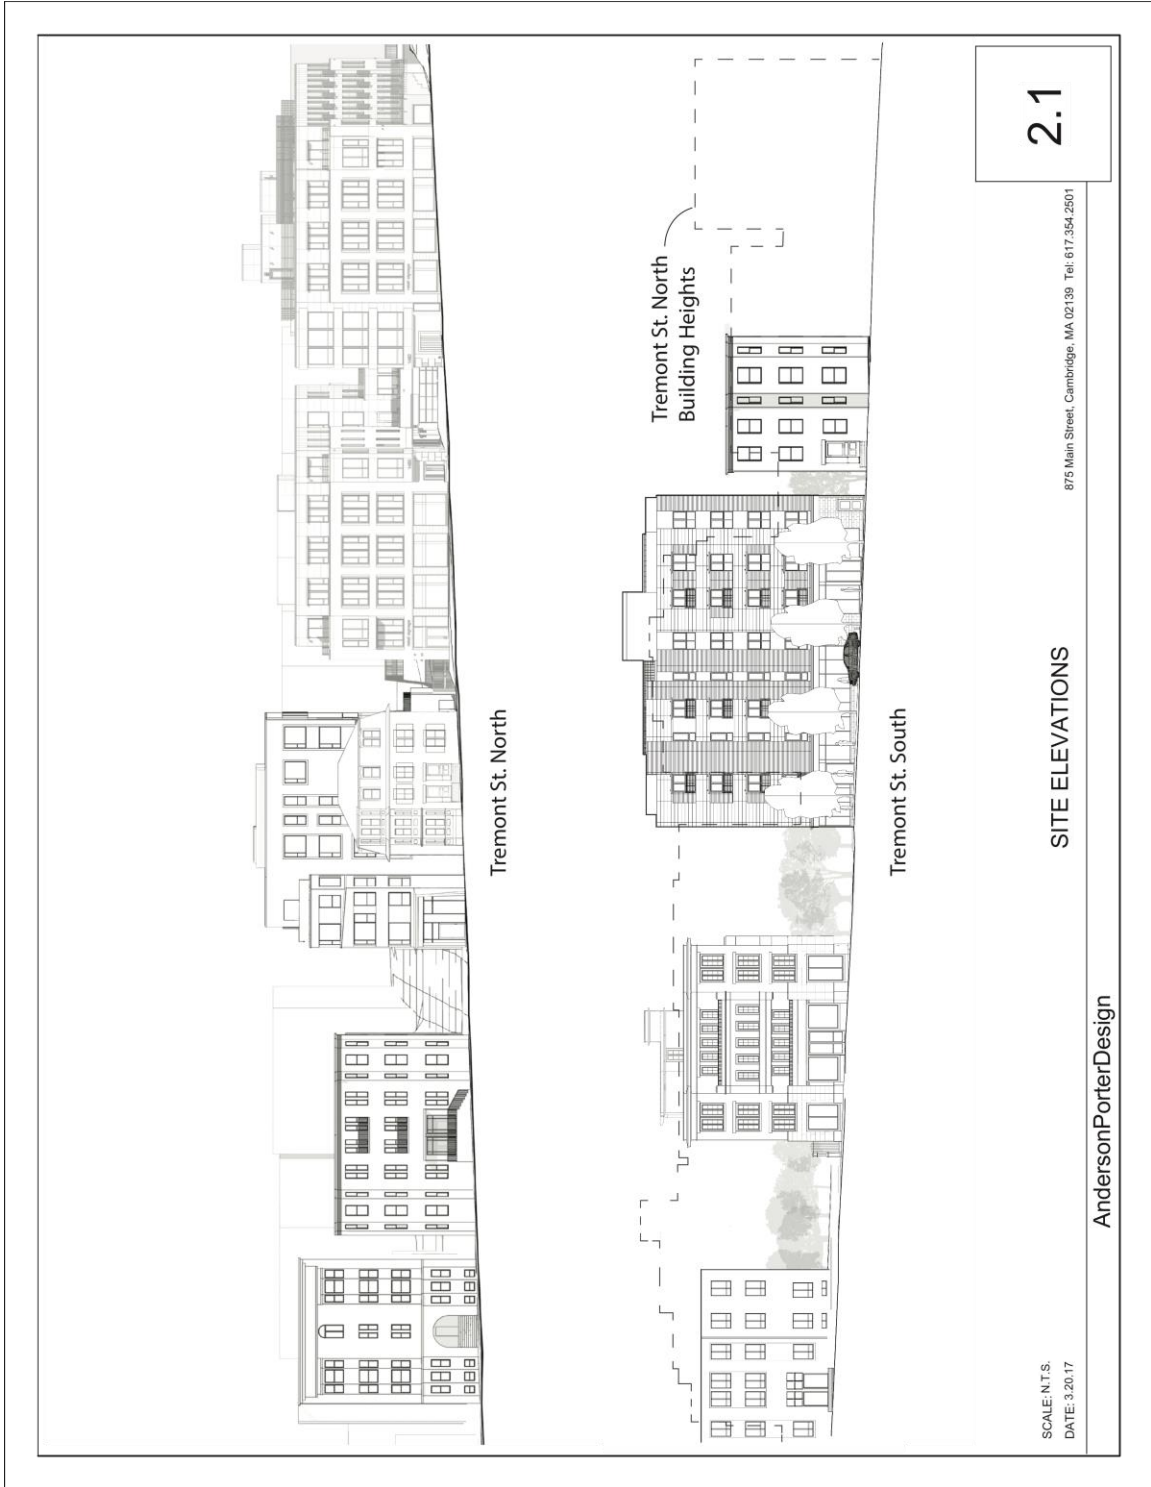 Tremont St. North
Tremont St. North
Building Heights
Tremont St. South
SCALE: N.T.S.
DATE: 3.20.17
SITE ELEVATIONS
875 Main Street, Cambridge, MA 02139 Tel: 617.354.2501
2.1
AndersonPorterDesign